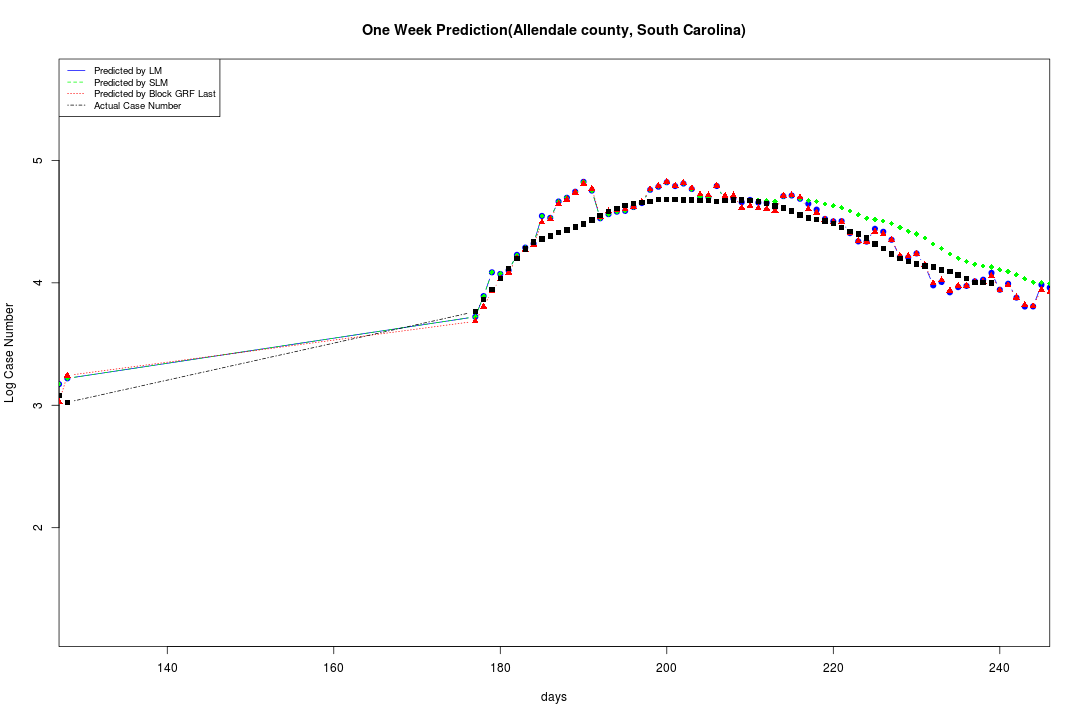 One Week Prediction(Allendale county, South Carolina)
Predicted by LM
Predicted by SLM
Predicted by Block GRF Last
Actual Case Number
5
4
3
2
Log Case Number
140 160 180 200 220 240
days